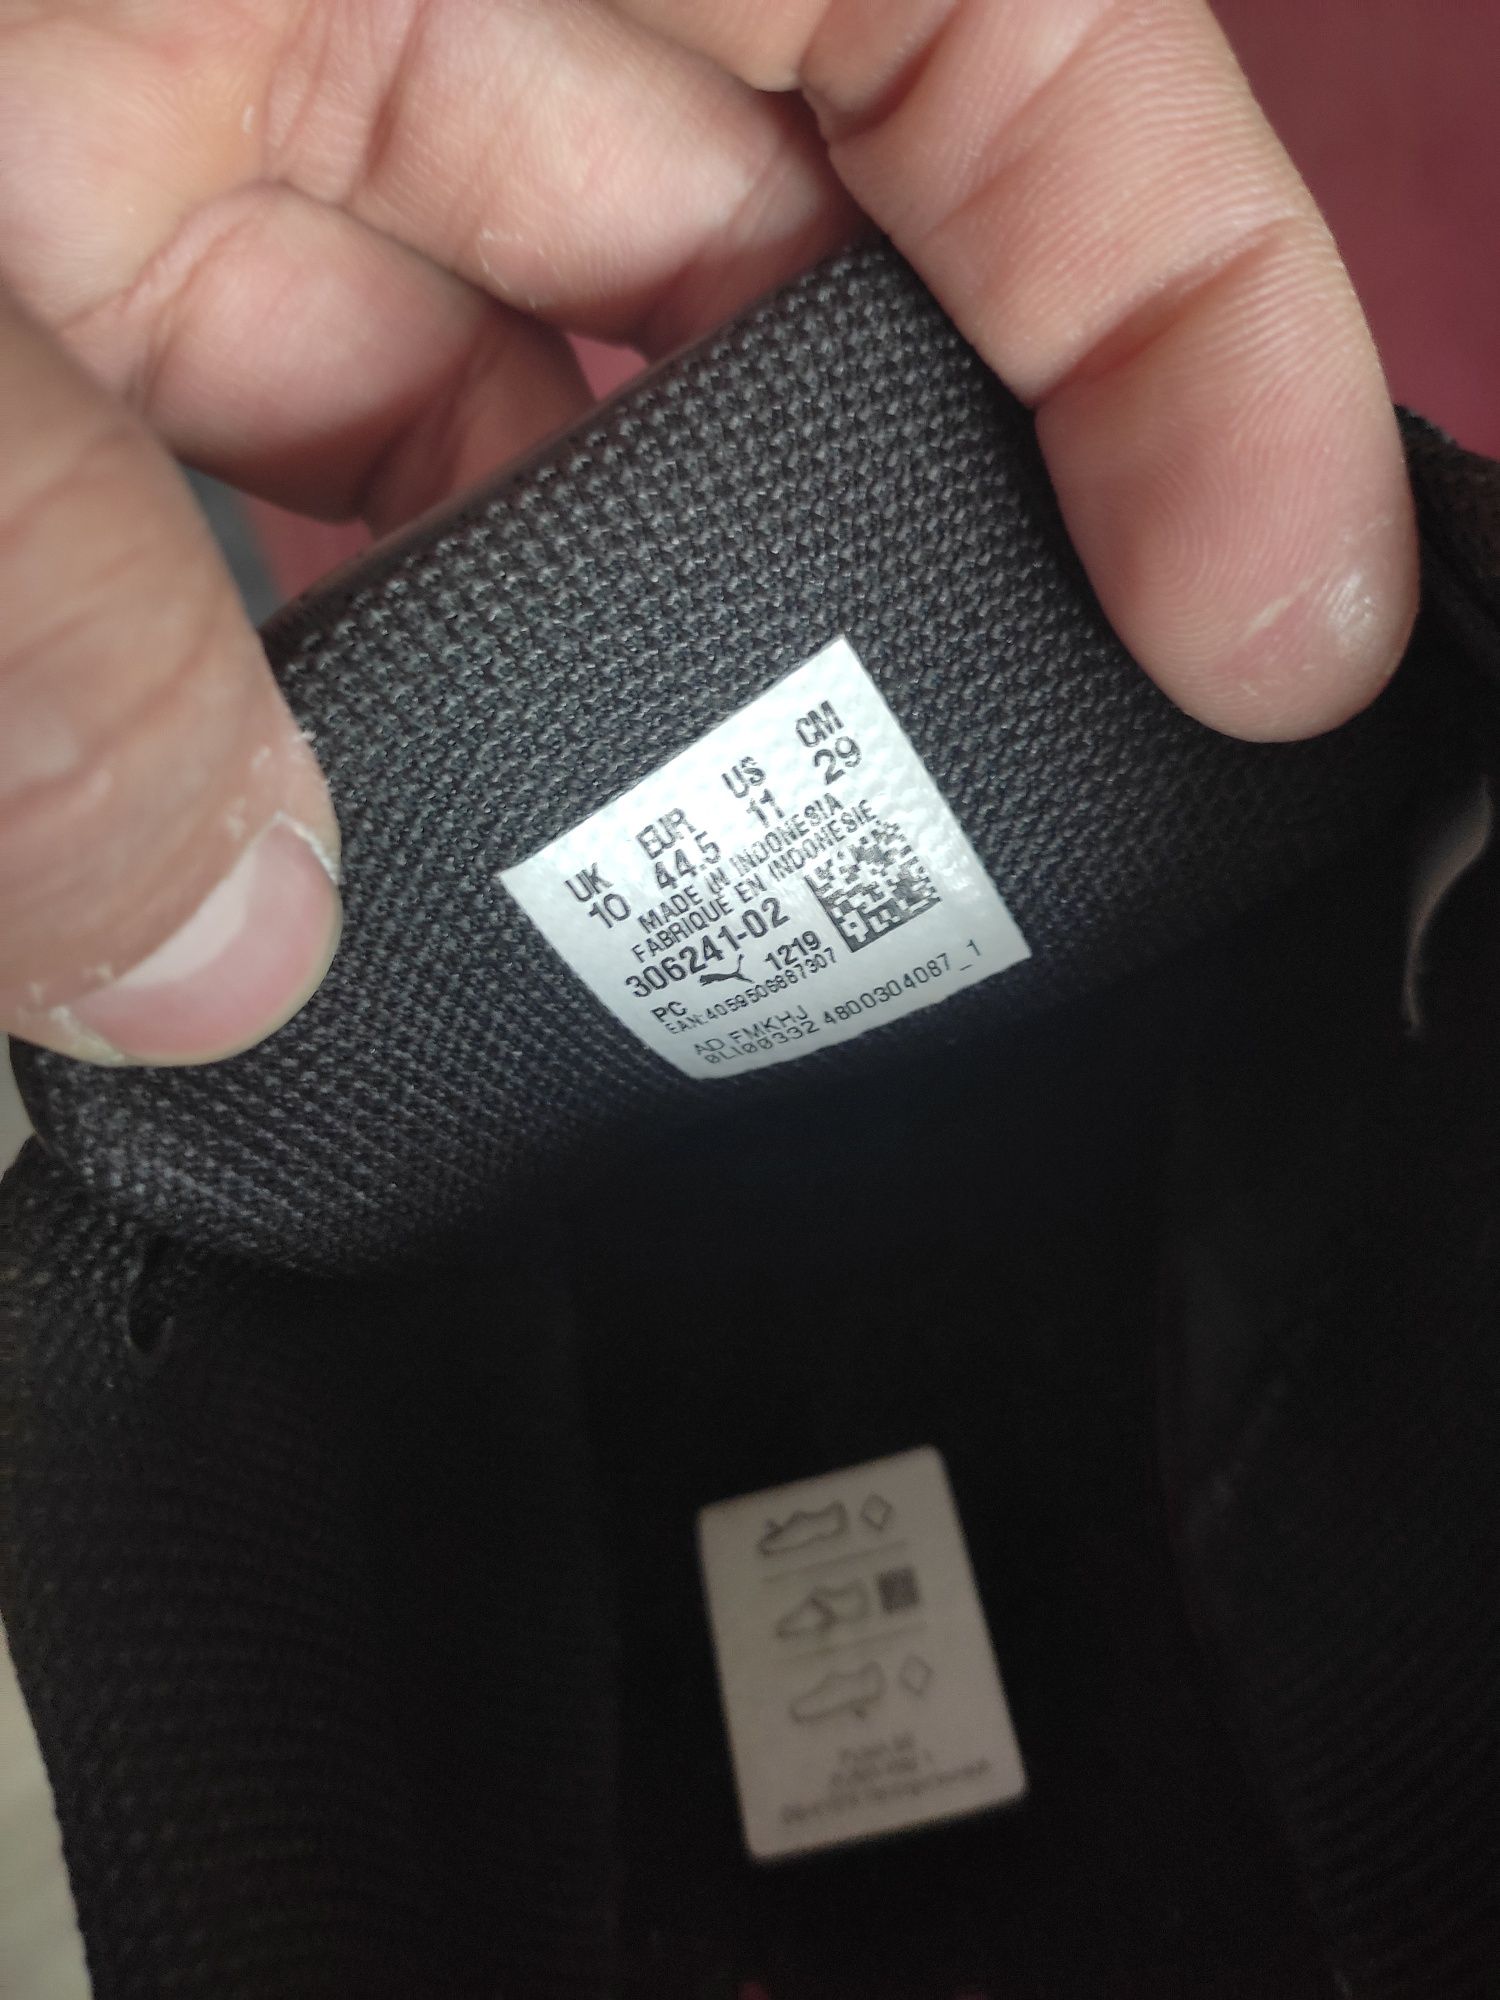 UK EUR US CM
10 44.5 11 29
MADE IN INDONESIA
FABRIQUE EN INDONESIE
306241-02
PC 1219
EAN:4059506867307
AD FMKHJ
0LI00332 4800304087_1